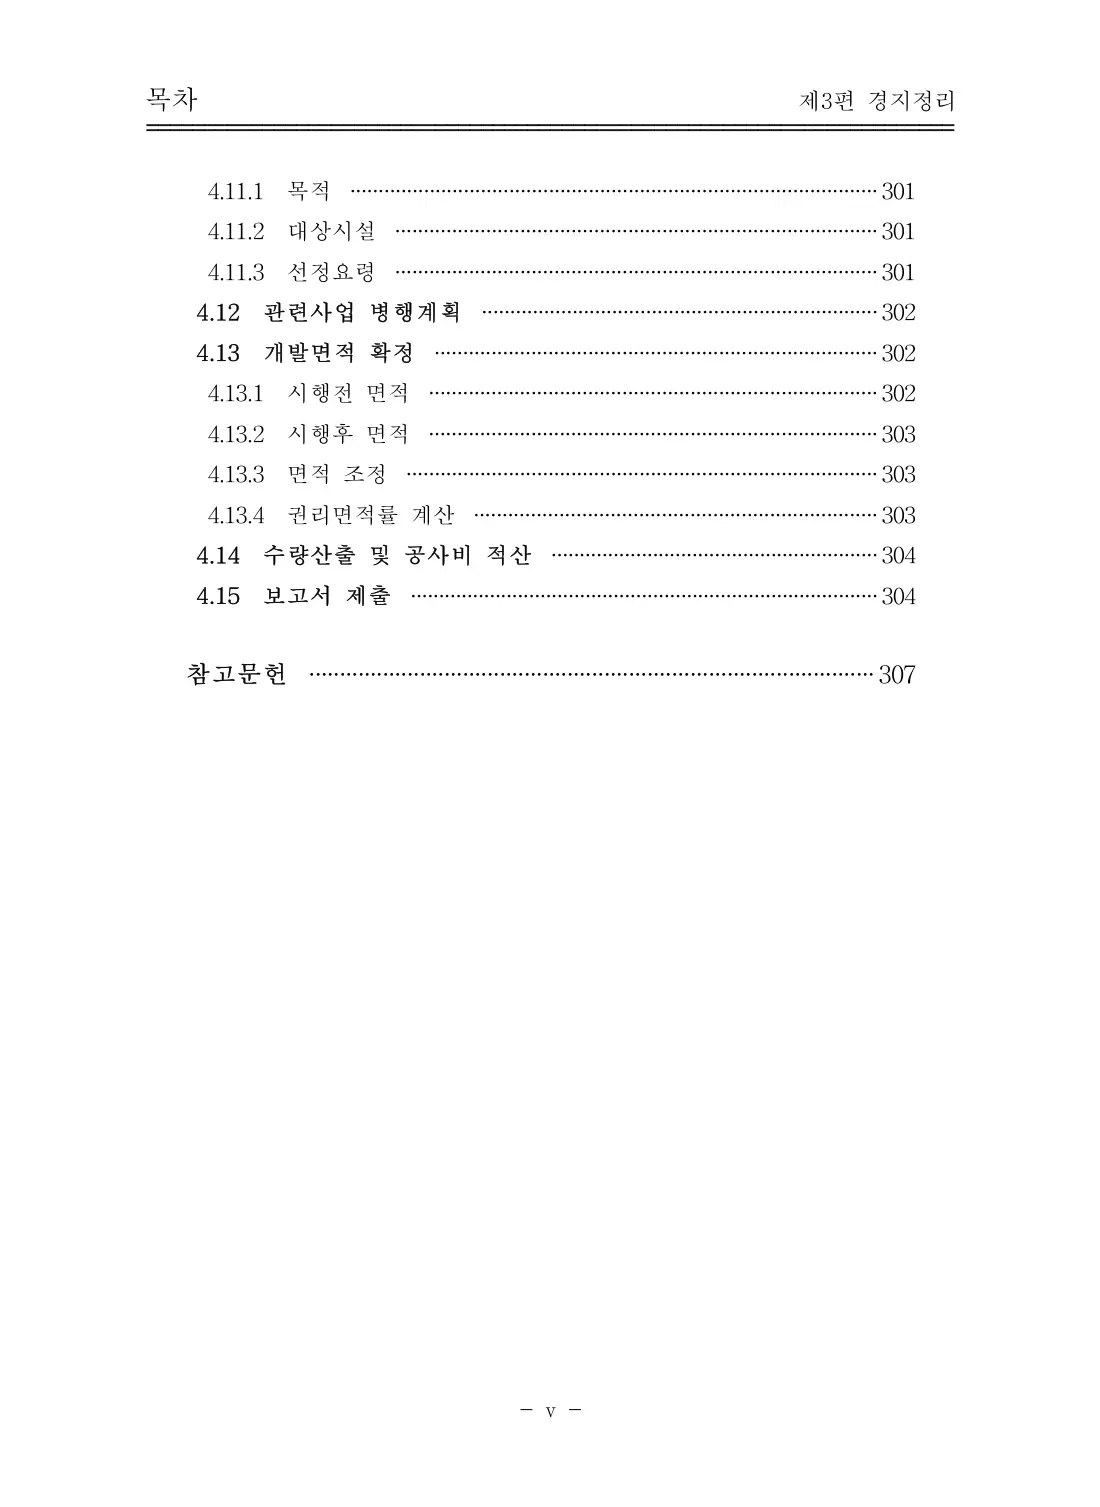 목차 제3편 경지정리
4.11.1 목적 ························ 301
4.11.2 대상시설 ························ 301
4.11.3 선정요령 ························ 301
4.12 관련사업 병행계획 ························ 302
4.13 개발면적 확정 ························ 302
4.13.1 시행전 면적 ························ 302
4.13.2 시행후 면적 ························ 303
4.13.3 면적 조정 ························ 303
4.13.4 권리면적률 계산 ························ 303
4.14 수량산출 및 공사비 적산 ························ 304
4.15 보고서 제출 ························ 304
참고문헌 ························ 307
- v -